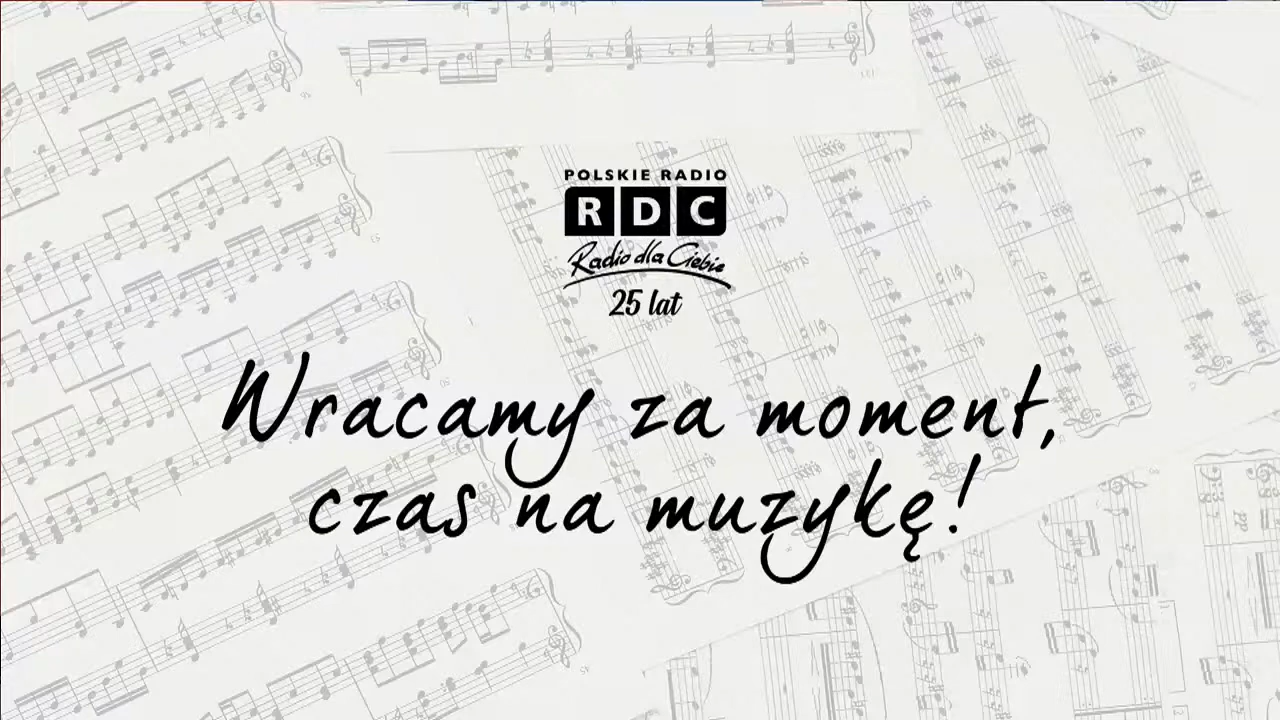 POLSKIE RADIO
RDC
Radio dla Ciebie
25 lat
Wracamy za moment,
czas na muzykę!